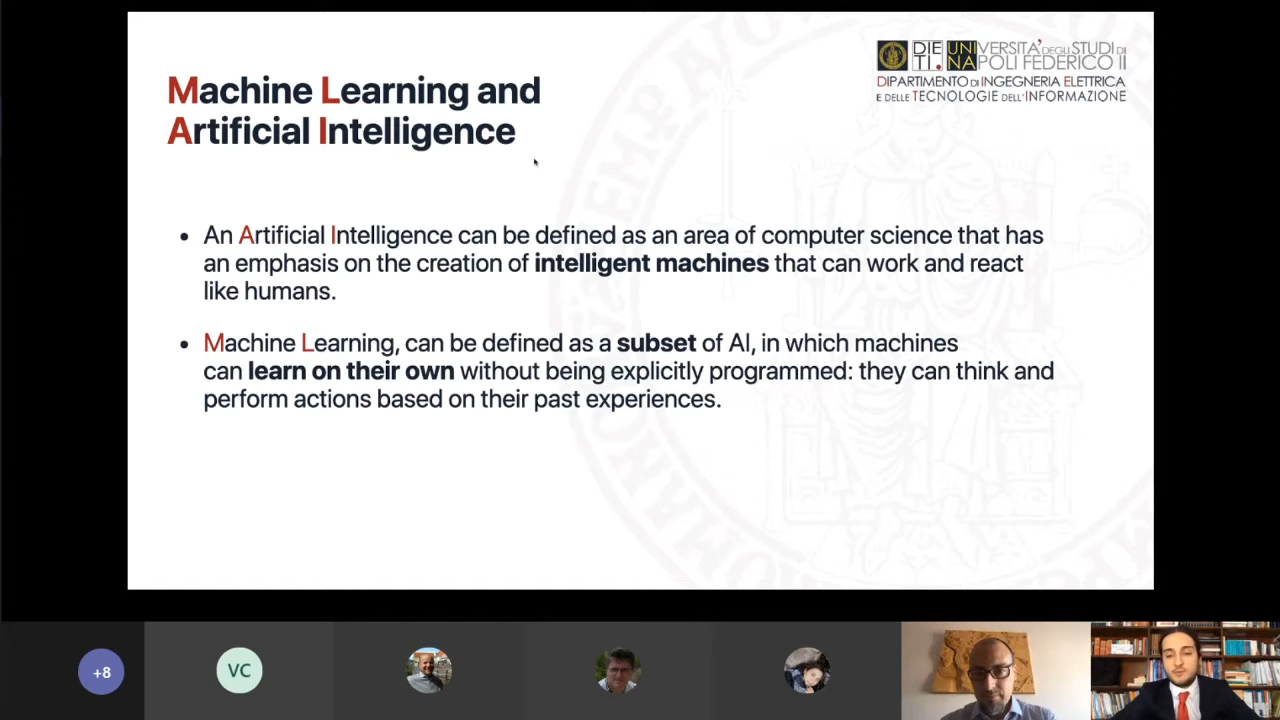 Machine Learning and
Artificial Intelligence
DIE UNIVERSITA' DEGLI STUDI DI
TI. NAPOLI FEDERICO II
DIPARTIMENTO DI INGEGNERIA ELETTRICA
E DELLE TECNOLOGIE DELL'INFORMAZIONE
• An Artificial Intelligence can be defined as an area of computer science that has
an emphasis on the creation of intelligent machines that can work and react
like humans.
• Machine Learning, can be defined as a subset of AI, in which machines
can learn on their own without being explicitly programmed: they can think and
perform actions based on their past experiences.
+8
VC